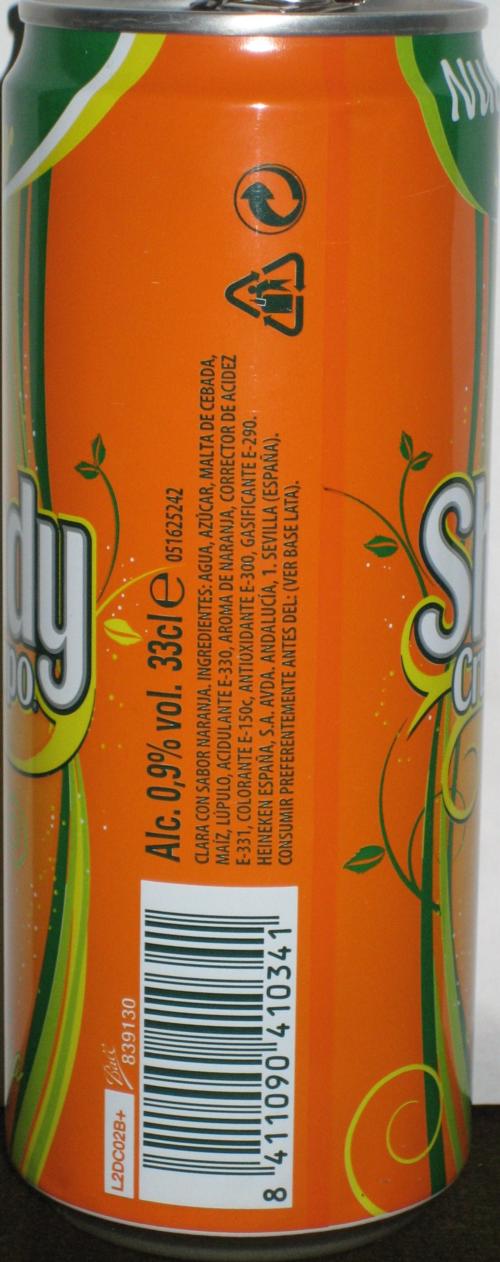 Alc. 0,9% vol. 33cl e 051625242
CLARA CON SABOR NARANJA. INGREDIENTES: AGUA, AZÚCAR, MALTA DE CEBADA,
MAÍZ, LÚPULO, ACIDULANTE E-330, AROMA DE NARANJA, CORRECTOR DE ACIDEZ
E-331, COLORANTE E-150c, ANTIOXIDANTE E-300, GASIFICANTE E-290.
HEINEKEN ESPAÑA, S.A. AVDA. ANDALUCÍA, 1. SEVILLA (ESPAÑA).
CONSUMIR PREFERENTEMENTE ANTES DEL: (VER BASE LATA).
L2DC02B+
Ball
839130
8 411090 410341
dy
po.